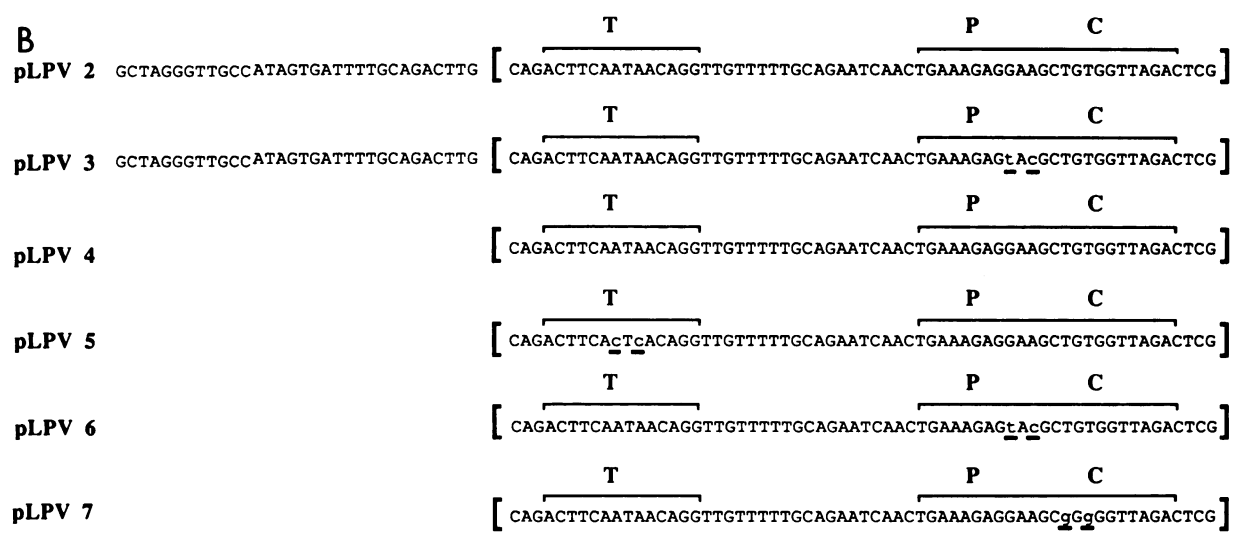 B
T P C
pLPV 2 GCTAGGGTTGCCATAGTGATTTTGCAGACTTG [CAGACTTCAATAACAGGTTGTTTTTGCAGAATCAACTGAAAGAGGAAGCTGTGGTTAGACTCG]
T P C
pLPV 3 GCTAGGGTTGCCATAGTGATTTTGCAGACTTG [CAGACTTCAATAACAGGTTGTTTTTGCAGAATCAACTGAAAGAGtAcGCTGTGGTTAGACTCG]
T P C
pLPV 4 [CAGACTTCAATAACAGGTTGTTTTTGCAGAATCAACTGAAAGAGGAAGCTGTGGTTAGACTCG]
T P C
pLPV 5 [CAGACTTCAcTcACAGGTTGTTTTTGCAGAATCAACTGAAAGAGGAAGCTGTGGTTAGACTCG]
T P C
pLPV 6 [CAGACTTCAATAACAGGTTGTTTTTGCAGAATCAACTGAAAGAGtAcGCTGTGGTTAGACTCG]
T P C
pLPV 7 [CAGACTTCAATAACAGGTTGTTTTTGCAGAATCAACTGAAAGAGGAAGCgGgGGTTAGACTCG]